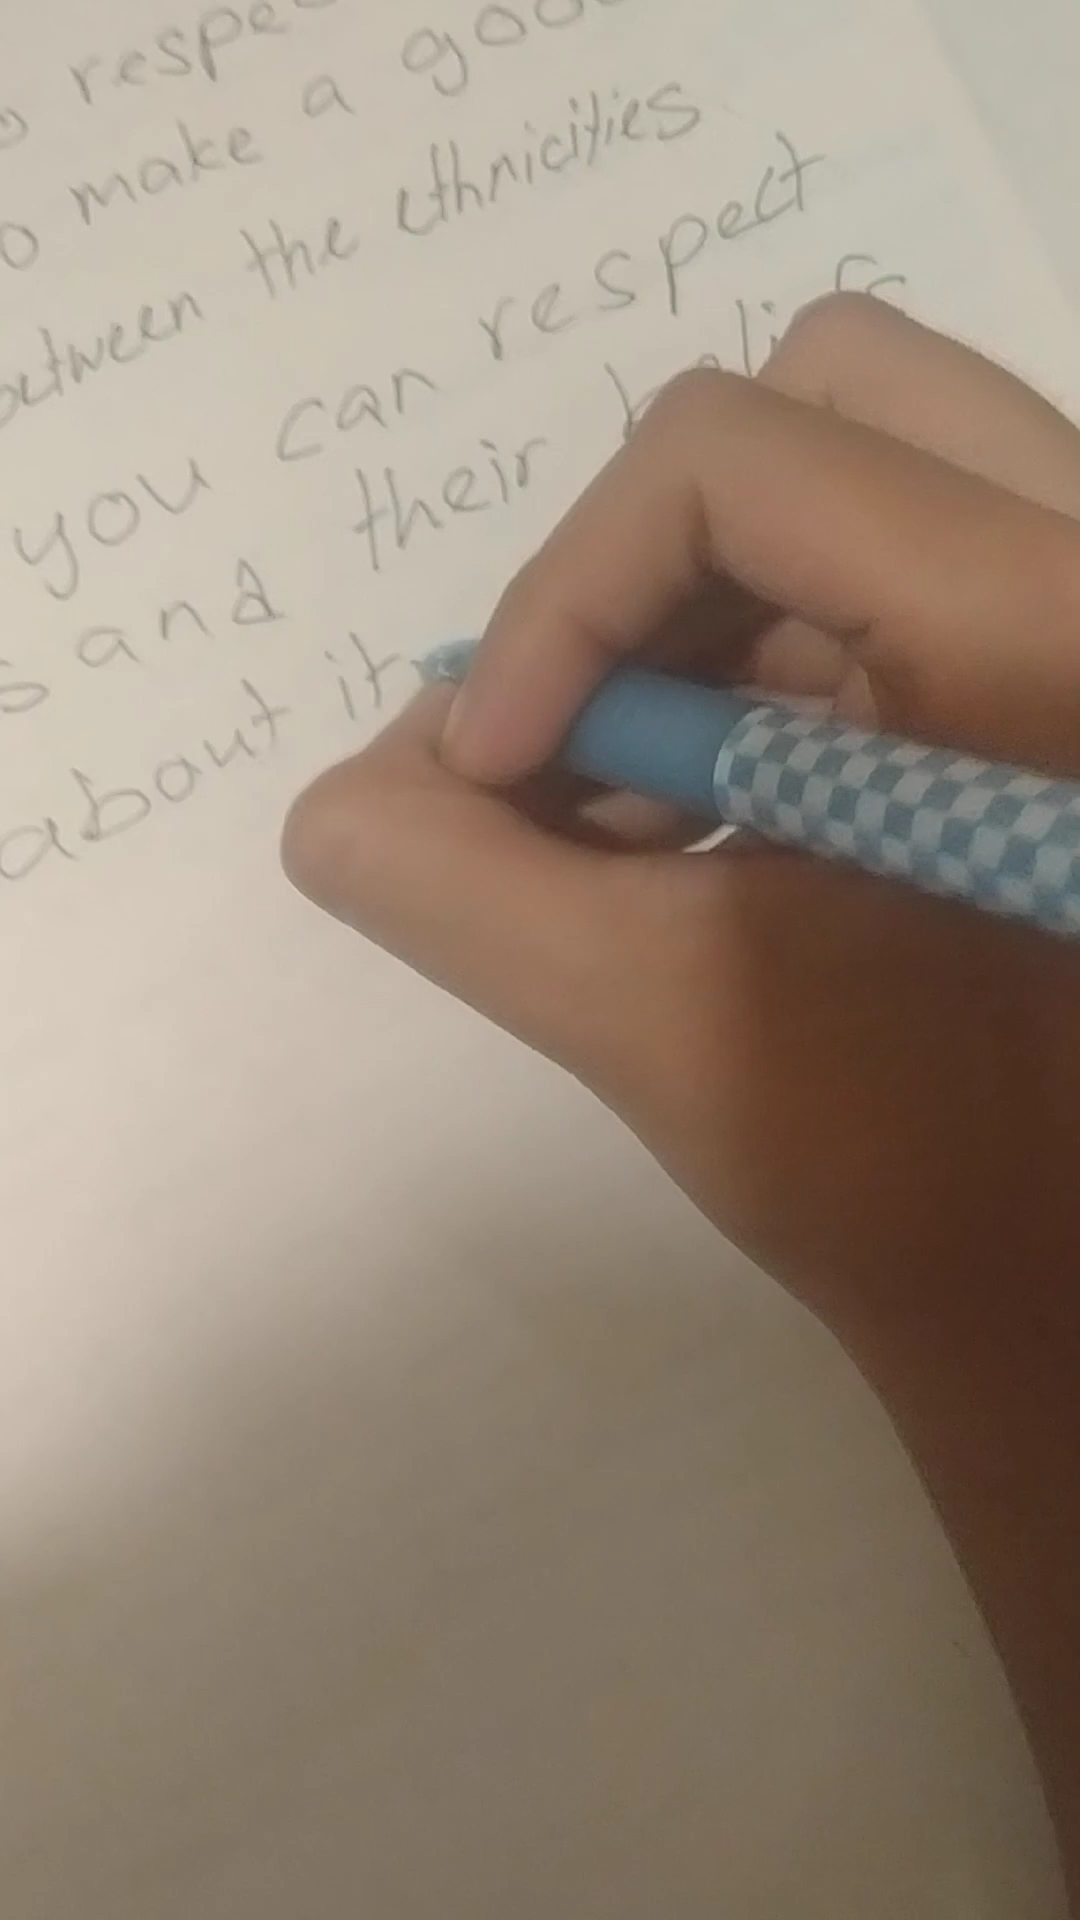 respe
make a goo
between the ethnicities
you can respect
and their
about it